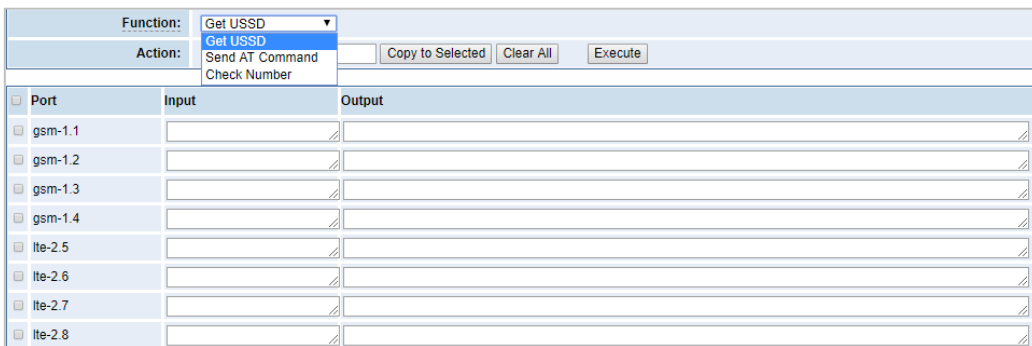 Function: Get USSD
Get USSD
Send AT Command
Check Number
Action: Copy to Selected Clear All Execute
Port Input Output
gsm-1.1
gsm-1.2
gsm-1.3
gsm-1.4
lte-2.5
lte-2.6
lte-2.7
lte-2.8